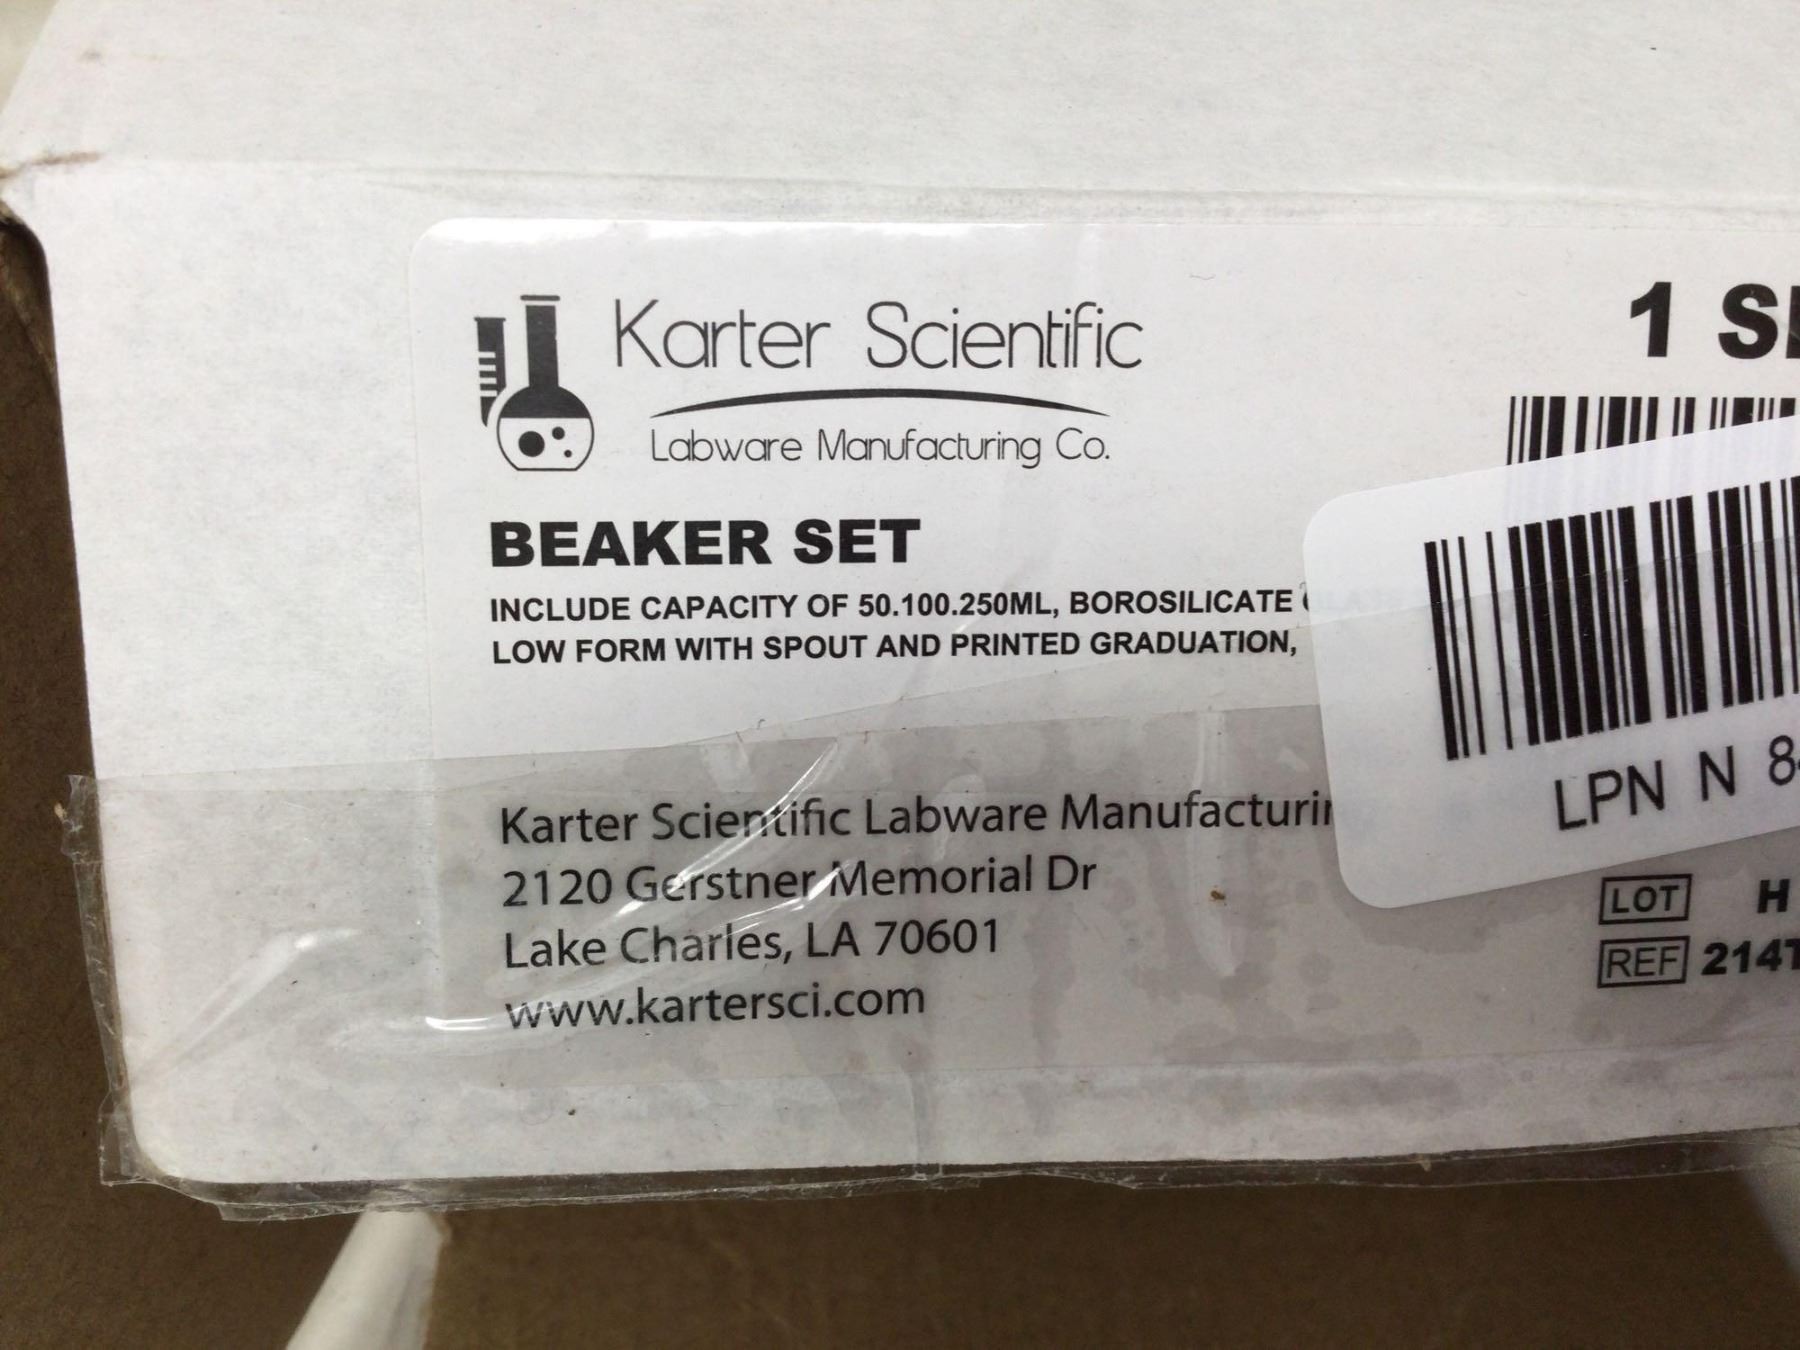 Karter Scientific
Labware Manufacturing Co.
1 S
BEAKER SET
INCLUDE CAPACITY OF 50.100.250ML, BOROSILICATE
LOW FORM WITH SPOUT AND PRINTED GRADUATION,
LPN N 8
Karter Scientific Labware Manufacturin
2120 Gerstner Memorial Dr
Lake Charles, LA 70601
www.kartersci.com
LOT H
REF 214T